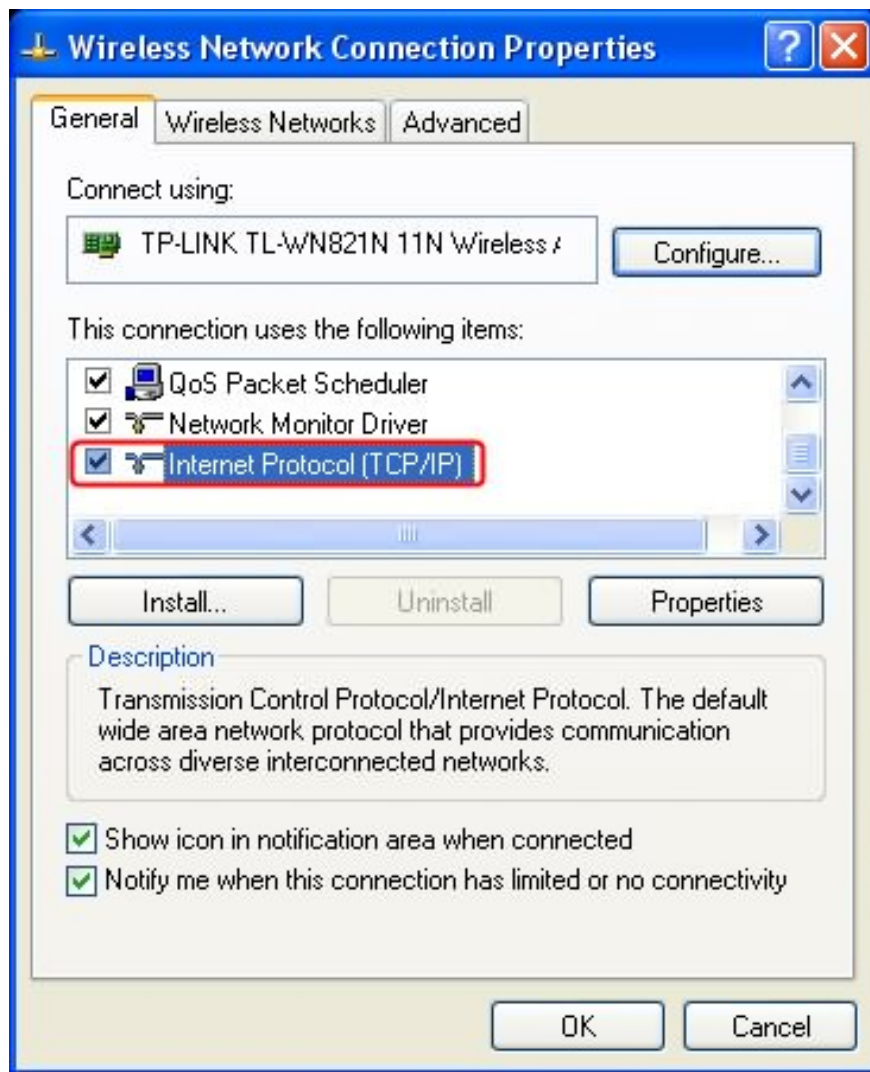 Wireless Network Connection Properties
General Wireless Networks Advanced
Connect using:
TP-LINK TL-WN821N 11N Wireless
Configure...
This connection uses the following items:
QoS Packet Scheduler
Network Monitor Driver
Internet Protocol (TCP/IP)
Install... Uninstall Properties
Description
Transmission Control Protocol/Internet Protocol. The default
wide area network protocol that provides communication
across diverse interconnected networks.
Show icon in notification area when connected
Notify me when this connection has limited or no connectivity
OK Cancel